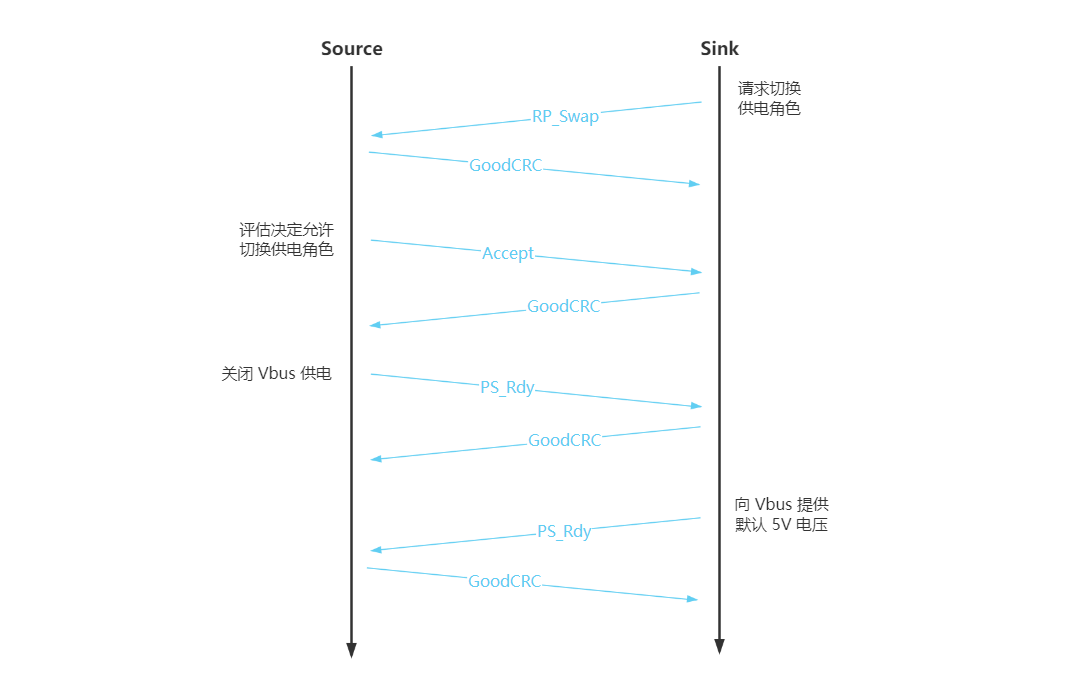 Source
Sink
请求切换
供电角色
RP_Swap
GoodCRC
评估决定允许
切换供电角色
Accept
GoodCRC
关闭 Vbus 供电
PS_Rdy
GoodCRC
向 Vbus 提供
默认 5V 电压
PS_Rdy
GoodCRC